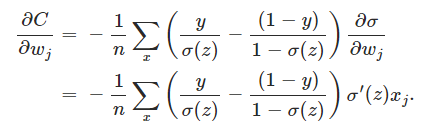 ∂C/∂w_j = − 1/n ∑_x ( y/σ(z) − (1 − y)/(1 − σ(z)) ) ∂σ/∂w_j
= − 1/n ∑_x ( y/σ(z) − (1 − y)/(1 − σ(z)) ) σ′(z)x_j.